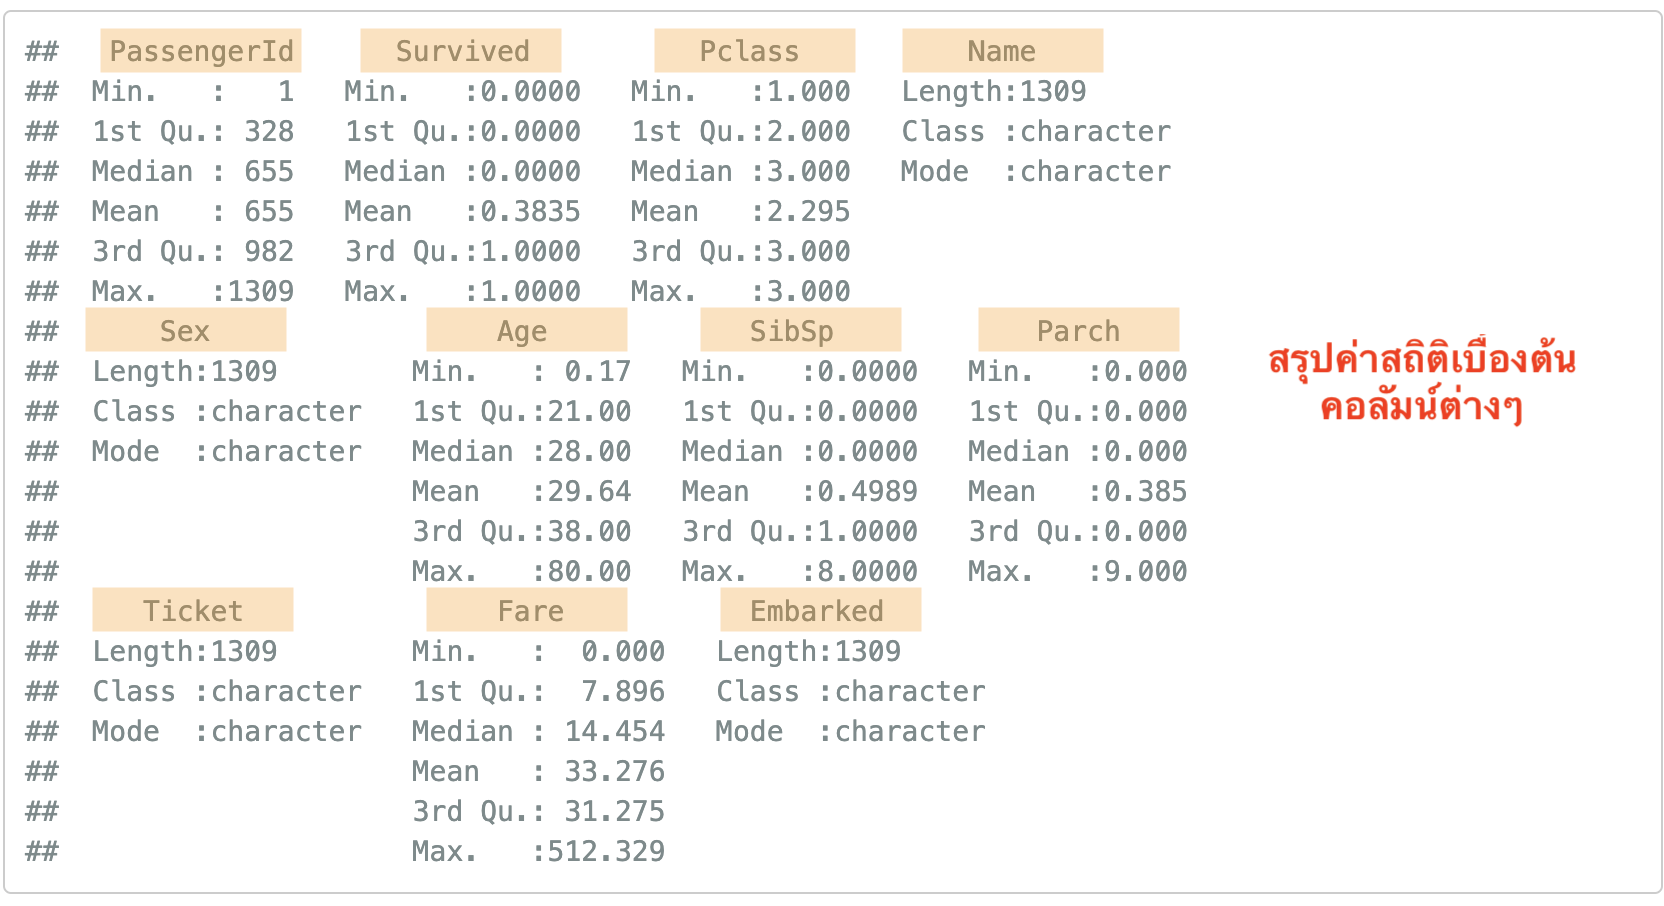 ##   PassengerId      Survived          Pclass          Name
##  Min.   :   1   Min.   :0.0000   Min.   :1.000   Length:1309
##  1st Qu.: 328   1st Qu.:0.0000   1st Qu.:2.000   Class :character
##  Median : 655   Median :0.0000   Median :3.000   Mode  :character
##  Mean   : 655   Mean   :0.3835   Mean   :2.295
##  3rd Qu.: 982   3rd Qu.:1.0000   3rd Qu.:3.000
##  Max.   :1309   Max.   :1.0000   Max.   :3.000
##      Sex                 Age            SibSp            Parch
##  Length:1309        Min.   : 0.17   Min.   :0.0000   Min.   :0.000
##  Class :character   1st Qu.:21.00   1st Qu.:0.0000   1st Qu.:0.000
##  Mode  :character   Median :28.00   Median :0.0000   Median :0.000
##                     Mean   :29.64   Mean   :0.4989   Mean   :0.385
##                     3rd Qu.:38.00   3rd Qu.:1.0000   3rd Qu.:0.000
##                     Max.   :80.00   Max.   :8.0000   Max.   :9.000
##     Ticket               Fare           Embarked
##  Length:1309        Min.   :  0.000   Length:1309
##  Class :character   1st Qu.:  7.896   Class :character
##  Mode  :character   Median : 14.454   Mode  :character
##                     Mean   : 33.276
##                     3rd Qu.: 31.275
##                     Max.   :512.329
สรุปค่าสถิติเบื้องต้น
คอลัมน์ต่างๆ